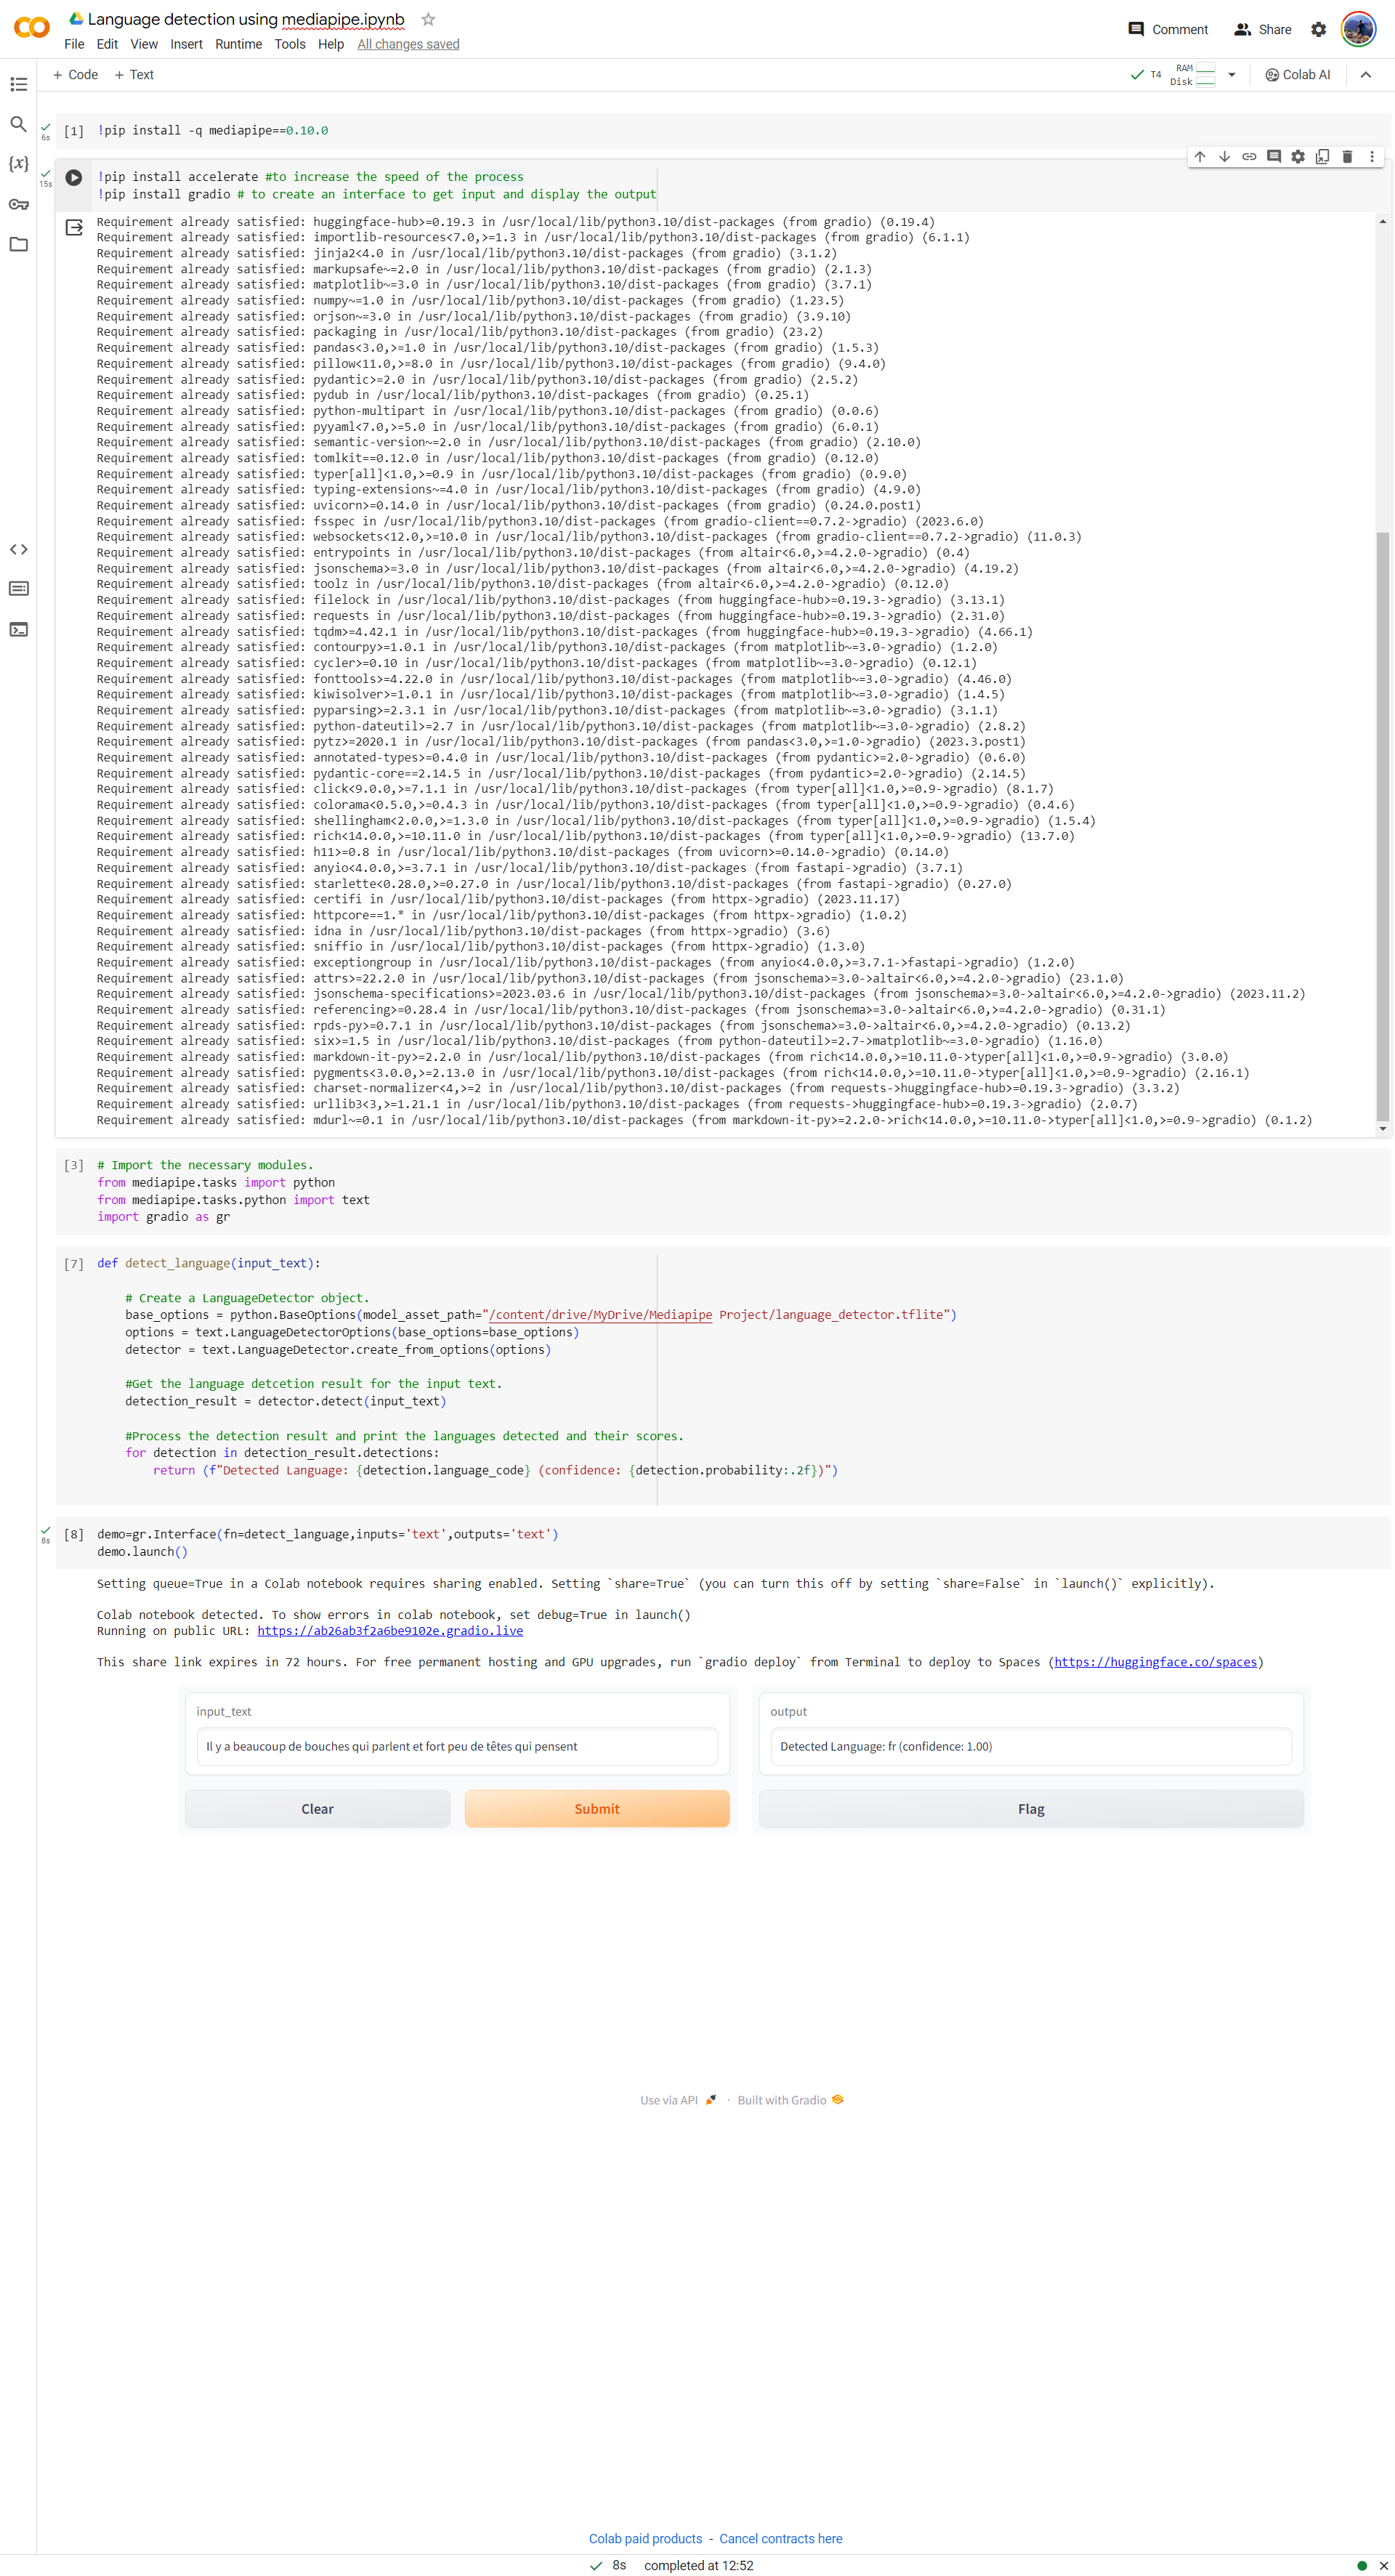 Language detection using mediapipe.ipynb
File Edit View Insert Runtime Tools Help All changes saved
Comment Share
+ Code + Text
T4 RAM Disk Colab AI
[1] !pip install -q mediapipe==0.10.0
6s
15s
!pip install accelerate #to increase the speed of the process
!pip install gradio # to create an interface to get input and display the output
Requirement already satisfied: huggingface-hub>=0.19.3 in /usr/local/lib/python3.10/dist-packages (from gradio) (0.19.4)
Requirement already satisfied: importlib-resources<7.0,>=1.3 in /usr/local/lib/python3.10/dist-packages (from gradio) (6.1.1)
Requirement already satisfied: jinja2<4.0 in /usr/local/lib/python3.10/dist-packages (from gradio) (3.1.2)
Requirement already satisfied: markupsafe~=2.0 in /usr/local/lib/python3.10/dist-packages (from gradio) (2.1.3)
Requirement already satisfied: matplotlib~=3.0 in /usr/local/lib/python3.10/dist-packages (from gradio) (3.7.1)
Requirement already satisfied: numpy~=1.0 in /usr/local/lib/python3.10/dist-packages (from gradio) (1.23.5)
Requirement already satisfied: orjson~=3.0 in /usr/local/lib/python3.10/dist-packages (from gradio) (3.9.10)
Requirement already satisfied: packaging in /usr/local/lib/python3.10/dist-packages (from gradio) (23.2)
Requirement already satisfied: pandas<3.0,>=1.0 in /usr/local/lib/python3.10/dist-packages (from gradio) (1.5.3)
Requirement already satisfied: pillow<11.0,>=8.0 in /usr/local/lib/python3.10/dist-packages (from gradio) (9.4.0)
Requirement already satisfied: pydantic>=2.0 in /usr/local/lib/python3.10/dist-packages (from gradio) (2.5.2)
Requirement already satisfied: pydub in /usr/local/lib/python3.10/dist-packages (from gradio) (0.25.1)
Requirement already satisfied: python-multipart in /usr/local/lib/python3.10/dist-packages (from gradio) (0.0.6)
Requirement already satisfied: pyyaml<7.0,>=5.0 in /usr/local/lib/python3.10/dist-packages (from gradio) (6.0.1)
Requirement already satisfied: semantic-version~=2.0 in /usr/local/lib/python3.10/dist-packages (from gradio) (2.10.0)
Requirement already satisfied: tomlkit==0.12.0 in /usr/local/lib/python3.10/dist-packages (from gradio) (0.12.0)
Requirement already satisfied: typer[all]<1.0,>=0.9 in /usr/local/lib/python3.10/dist-packages (from gradio) (0.9.0)
Requirement already satisfied: typing-extensions~=4.0 in /usr/local/lib/python3.10/dist-packages (from gradio) (4.9.0)
Requirement already satisfied: uvicorn>=0.14.0 in /usr/local/lib/python3.10/dist-packages (from gradio) (0.24.0.post1)
Requirement already satisfied: fsspec in /usr/local/lib/python3.10/dist-packages (from gradio-client==0.7.2->gradio) (2023.6.0)
Requirement already satisfied: websockets<12.0,>=10.0 in /usr/local/lib/python3.10/dist-packages (from gradio-client==0.7.2->gradio) (11.0.3)
Requirement already satisfied: entrypoints in /usr/local/lib/python3.10/dist-packages (from altair<6.0,>=4.2.0->gradio) (0.4)
Requirement already satisfied: jsonschema>=3.0 in /usr/local/lib/python3.10/dist-packages (from altair<6.0,>=4.2.0->gradio) (4.19.2)
Requirement already satisfied: toolz in /usr/local/lib/python3.10/dist-packages (from altair<6.0,>=4.2.0->gradio) (0.12.0)
Requirement already satisfied: filelock in /usr/local/lib/python3.10/dist-packages (from huggingface-hub>=0.19.3->gradio) (3.13.1)
Requirement already satisfied: requests in /usr/local/lib/python3.10/dist-packages (from huggingface-hub>=0.19.3->gradio) (2.31.0)
Requirement already satisfied: tqdm>=4.42.1 in /usr/local/lib/python3.10/dist-packages (from huggingface-hub>=0.19.3->gradio) (4.66.1)
Requirement already satisfied: contourpy>=1.0.1 in /usr/local/lib/python3.10/dist-packages (from matplotlib~=3.0->gradio) (1.2.0)
Requirement already satisfied: cycler>=0.10 in /usr/local/lib/python3.10/dist-packages (from matplotlib~=3.0->gradio) (0.12.1)
Requirement already satisfied: fonttools>=4.22.0 in /usr/local/lib/python3.10/dist-packages (from matplotlib~=3.0->gradio) (4.46.0)
Requirement already satisfied: kiwisolver>=1.0.1 in /usr/local/lib/python3.10/dist-packages (from matplotlib~=3.0->gradio) (1.4.5)
Requirement already satisfied: pyparsing>=2.3.1 in /usr/local/lib/python3.10/dist-packages (from matplotlib~=3.0->gradio) (3.1.1)
Requirement already satisfied: python-dateutil>=2.7 in /usr/local/lib/python3.10/dist-packages (from matplotlib~=3.0->gradio) (2.8.2)
Requirement already satisfied: pytz>=2020.1 in /usr/local/lib/python3.10/dist-packages (from pandas<3.0,>=1.0->gradio) (2023.3.post1)
Requirement already satisfied: annotated-types>=0.4.0 in /usr/local/lib/python3.10/dist-packages (from pydantic>=2.0->gradio) (0.6.0)
Requirement already satisfied: pydantic-core==2.14.5 in /usr/local/lib/python3.10/dist-packages (from pydantic>=2.0->gradio) (2.14.5)
Requirement already satisfied: click<9.0.0,>=7.1.1 in /usr/local/lib/python3.10/dist-packages (from typer[all]<1.0,>=0.9->gradio) (8.1.7)
Requirement already satisfied: colorama<0.5.0,>=0.4.3 in /usr/local/lib/python3.10/dist-packages (from typer[all]<1.0,>=0.9->gradio) (0.4.6)
Requirement already satisfied: shellingham<2.0.0,>=1.3.0 in /usr/local/lib/python3.10/dist-packages (from typer[all]<1.0,>=0.9->gradio) (1.5.4)
Requirement already satisfied: rich<14.0.0,>=10.11.0 in /usr/local/lib/python3.10/dist-packages (from typer[all]<1.0,>=0.9->gradio) (13.7.0)
Requirement already satisfied: h11>=0.8 in /usr/local/lib/python3.10/dist-packages (from uvicorn>=0.14.0->gradio) (0.14.0)
Requirement already satisfied: anyio<4.0.0,>=3.7.1 in /usr/local/lib/python3.10/dist-packages (from fastapi->gradio) (3.7.1)
Requirement already satisfied: starlette<0.28.0,>=0.27.0 in /usr/local/lib/python3.10/dist-packages (from fastapi->gradio) (0.27.0)
Requirement already satisfied: certifi in /usr/local/lib/python3.10/dist-packages (from httpx->gradio) (2023.11.17)
Requirement already satisfied: httpcore==1.* in /usr/local/lib/python3.10/dist-packages (from httpx->gradio) (1.0.2)
Requirement already satisfied: idna in /usr/local/lib/python3.10/dist-packages (from httpx->gradio) (3.6)
Requirement already satisfied: sniffio in /usr/local/lib/python3.10/dist-packages (from httpx->gradio) (1.3.0)
Requirement already satisfied: exceptiongroup in /usr/local/lib/python3.10/dist-packages (from anyio<4.0.0,>=3.7.1->fastapi->gradio) (1.2.0)
Requirement already satisfied: attrs>=22.2.0 in /usr/local/lib/python3.10/dist-packages (from jsonschema>=3.0->altair<6.0,>=4.2.0->gradio) (23.1.0)
Requirement already satisfied: jsonschema-specifications>=2023.03.6 in /usr/local/lib/python3.10/dist-packages (from jsonschema>=3.0->altair<6.0,>=4.2.0->gradio) (2023.11.2)
Requirement already satisfied: referencing>=0.28.4 in /usr/local/lib/python3.10/dist-packages (from jsonschema>=3.0->altair<6.0,>=4.2.0->gradio) (0.31.1)
Requirement already satisfied: rpds-py>=0.7.1 in /usr/local/lib/python3.10/dist-packages (from jsonschema>=3.0->altair<6.0,>=4.2.0->gradio) (0.13.2)
Requirement already satisfied: six>=1.5 in /usr/local/lib/python3.10/dist-packages (from python-dateutil>=2.7->matplotlib~=3.0->gradio) (1.16.0)
Requirement already satisfied: markdown-it-py>=2.2.0 in /usr/local/lib/python3.10/dist-packages (from rich<14.0.0,>=10.11.0->typer[all]<1.0,>=0.9->gradio) (3.0.0)
Requirement already satisfied: pygments<3.0.0,>=2.13.0 in /usr/local/lib/python3.10/dist-packages (from rich<14.0.0,>=10.11.0->typer[all]<1.0,>=0.9->gradio) (2.16.1)
Requirement already satisfied: charset-normalizer<4,>=2 in /usr/local/lib/python3.10/dist-packages (from requests->huggingface-hub>=0.19.3->gradio) (3.3.2)
Requirement already satisfied: urllib3<3,>=1.21.1 in /usr/local/lib/python3.10/dist-packages (from requests->huggingface-hub>=0.19.3->gradio) (2.0.7)
Requirement already satisfied: mdurl~=0.1 in /usr/local/lib/python3.10/dist-packages (from markdown-it-py>=2.2.0->rich<14.0.0,>=10.11.0->typer[all]<1.0,>=0.9->gradio) (0.1.2)
[3] # Import the necessary modules.
from mediapipe.tasks import python
from mediapipe.tasks.python import text
import gradio as gr
[7] def detect_language(input_text):
# Create a LanguageDetector object.
base_options = python.BaseOptions(model_asset_path="/content/drive/MyDrive/Mediapipe Project/language_detector.tflite")
options = text.LanguageDetectorOptions(base_options=base_options)
detector = text.LanguageDetector.create_from_options(options)
#Get the language detcetion result for the input text.
detection_result = detector.detect(input_text)
#Process the detection result and print the languages detected and their scores.
for detection in detection_result.detections:
return (f"Detected Language: {detection.language_code} (confidence: {detection.probability:.2f})")
[8] demo=gr.Interface(fn=detect_language,inputs='text',outputs='text')
8s
demo.launch()
Setting queue=True in a Colab notebook requires sharing enabled. Setting `share=True` (you can turn this off by setting `share=False` in `launch()` explicitly).
Colab notebook detected. To show errors in colab notebook, set debug=True in launch()
Running on public URL: https://ab26ab3f2a6be9102e.gradio.live
This share link expires in 72 hours. For free permanent hosting and GPU upgrades, run `gradio deploy` from Terminal to deploy to Spaces (https://huggingface.co/spaces)
input_text
Il y a beaucoup de bouches qui parlent et fort peu de têtes qui pensent
Clear Submit
output
Detected Language: fr (confidence: 1.00)
Flag
Use via API · Built with Gradio
Colab paid products - Cancel contracts here
8s completed at 12:52